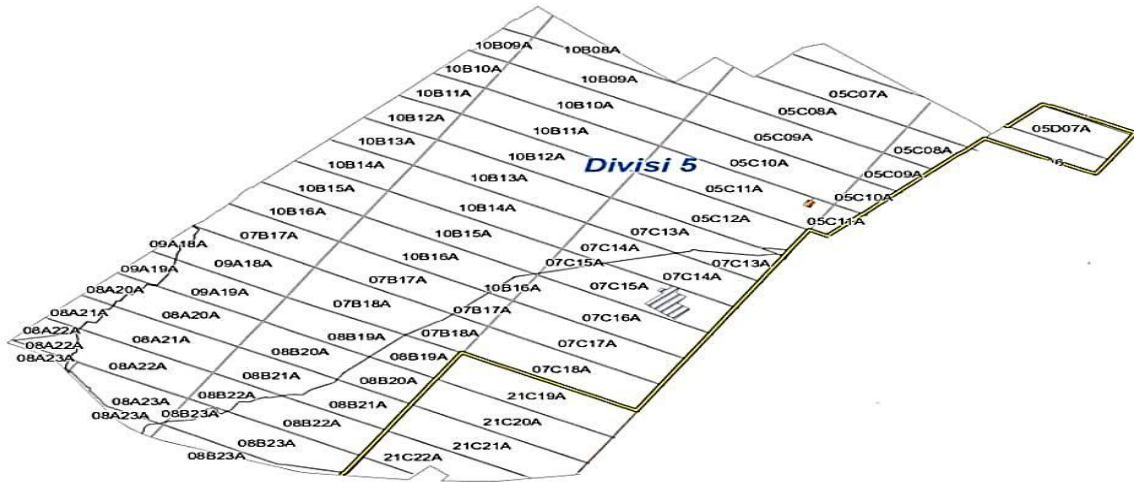 10B09A
10B08A
10B10A
10B09A
05C07A
10B11A
10B10A
05C08A
10B12A
10B11A
05C09A
05D07A
10B13A
10B12A
Divisi 5
05C10A
05C08A
10B14A
10B13A
05C11A
05C09A
10B15A
10B14A
05C12A
05C10A
10B16A
10B15A
07C13A
05C11A
07B17A
10B16A
07C14A
07C13A
09A18A
09A18A
07B17A
07C15A
07C14A
09A19A
09A19A
07B18A
10B16A
07C15A
08A20A
08A20A
08B19A
07B17A
07C16A
08A21A
08A21A
08B20A
07B18A
07C17A
08A22A
08A22A
08A22A
08B21A
08B19A
07C18A
08A23A
08A23A
08B22A
08B20A
21C19A
08A23A
08B23A
08B22A
08B21A
21C20A
08B23A
08B23A
21C21A
21C22A